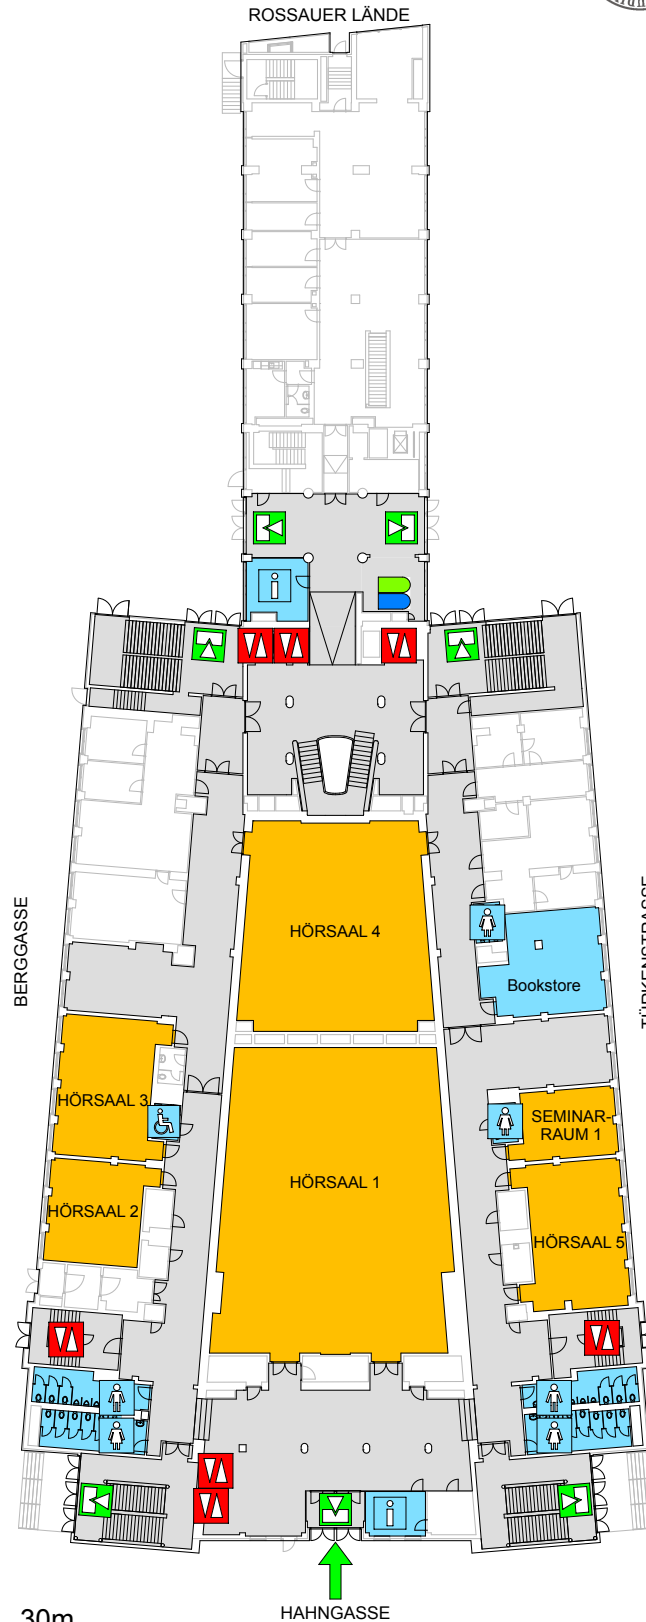 ROSSAUER LÄNDE
BERGGASSE
TÜRKENSTRASSE
HÖRSAAL 4
Bookstore
HÖRSAAL 3
SEMINAR-
RAUM 1
HÖRSAAL 1
HÖRSAAL 2
HÖRSAAL 5
30m
HAHNGASSE